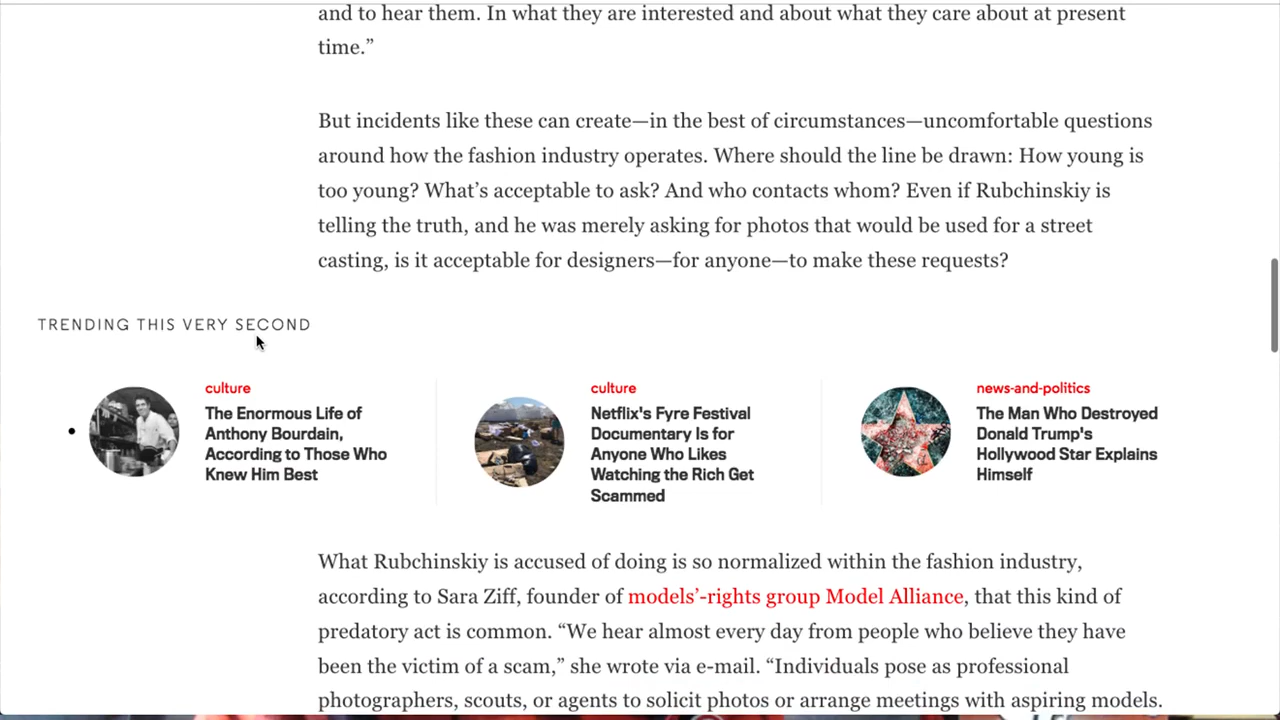 and to hear them. In what they are interested and about what they care about at present
time.”
But incidents like these can create—in the best of circumstances—uncomfortable questions
around how the fashion industry operates. Where should the line be drawn: How young is
too young? What’s acceptable to ask? And who contacts whom? Even if Rubchinskiy is
telling the truth, and he was merely asking for photos that would be used for a street
casting, is it acceptable for designers—for anyone—to make these requests?
TRENDING THIS VERY SECOND
culture
The Enormous Life of
Anthony Bourdain,
According to Those Who
Knew Him Best
culture
Netflix's Fyre Festival
Documentary Is for
Anyone Who Likes
Watching the Rich Get
Scammed
news-and-politics
The Man Who Destroyed
Donald Trump's
Hollywood Star Explains
Himself
What Rubchinskiy is accused of doing is so normalized within the fashion industry,
according to Sara Ziff, founder of models’-rights group Model Alliance, that this kind of
predatory act is common. “We hear almost every day from people who believe they have
been the victim of a scam,” she wrote via e-mail. “Individuals pose as professional
photographers, scouts, or agents to solicit photos or arrange meetings with aspiring models.